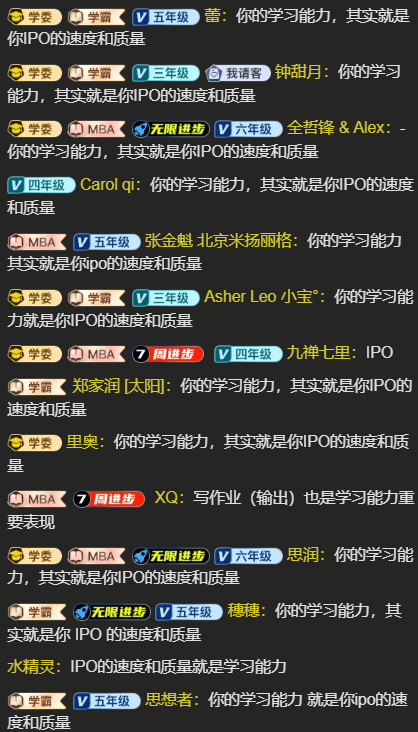 学委 学霸 V 五年级 蕾：你的学习能力，其实就是
你IPO的速度和质量
学委 学霸 V 三年级 我请客 钟甜月：你的学习
能力，其实就是你IPO的速度和质量
学委 MBA 无限进步 V 六年级 全哲锋 & Alex：-
你的学习能力，其实就是你IPO的速度和质量
V 四年级 Carol qi：你的学习能力，其实就是你IPO的速度
和质量
MBA V 五年级 张金魁 北京米扬丽格：你的学习能力
其实就是你ipo的速度和质量
学委 学霸 V 三年级 Asher Leo 小宝°：你的学习能
力就是你IPO的速度和质量
学委 MBA 7 周进步 V 四年级 九禅七里：IPO
学霸 郑家润 [太阳]：你的学习能力，其实就是你IPO的
速度和质量
学委 里奥：你的学习能力，其实就是你IPO的速度和质
量
MBA 7 周进步 XQ：写作业（输出）也是学习能力重
要表现
学委 MBA 无限进步 V 六年级 思润：你的学习能
力，其实就是你IPO的速度和质量
学霸 无限进步 V 五年级 穗穗：你的学习能力，其
实就是你 IPO 的速度和质量
水精灵：IPO的速度和质量就是学习能力
学霸 V 五年级 思想者：你的学习能力 就是你ipo的速
度和质量